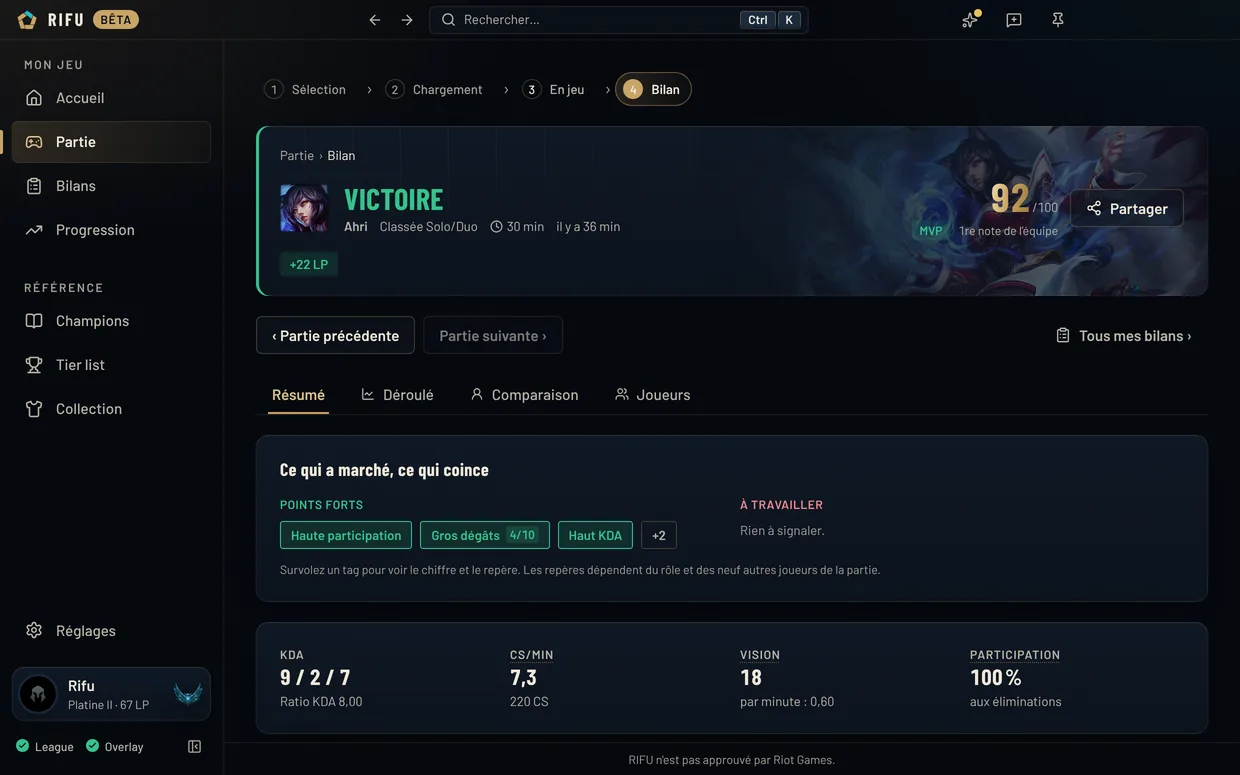 RIFU BÊTA
Rechercher... Ctrl K
MON JEU
Accueil
Partie
Bilans
Progression
RÉFÉRENCE
Champions
Tier list
Collection
Réglages
Rifu
Platine II · 67 LP
League Overlay
1 Sélection › 2 Chargement › 3 En jeu › 4 Bilan
Partie › Bilan
VICTOIRE
Ahri Classée Solo/Duo 30 min il y a 36 min
+22 LP
92 /100
MVP 1re note de l'équipe
Partager
‹ Partie précédente Partie suivante › Tous mes bilans ›
Résumé Déroulé Comparaison Joueurs
Ce qui a marché, ce qui coince
POINTS FORTS
Haute participation Gros dégâts 4/10 Haut KDA +2
À TRAVAILLER
Rien à signaler.
Survolez un tag pour voir le chiffre et le repère. Les repères dépendent du rôle et des neuf autres joueurs de la partie.
KDA
9 / 2 / 7
Ratio KDA 8,00
CS/MIN
7,3
220 CS
VISION
18
par minute : 0,60
PARTICIPATION
100 %
aux éliminations
RIFU n'est pas approuvé par Riot Games.